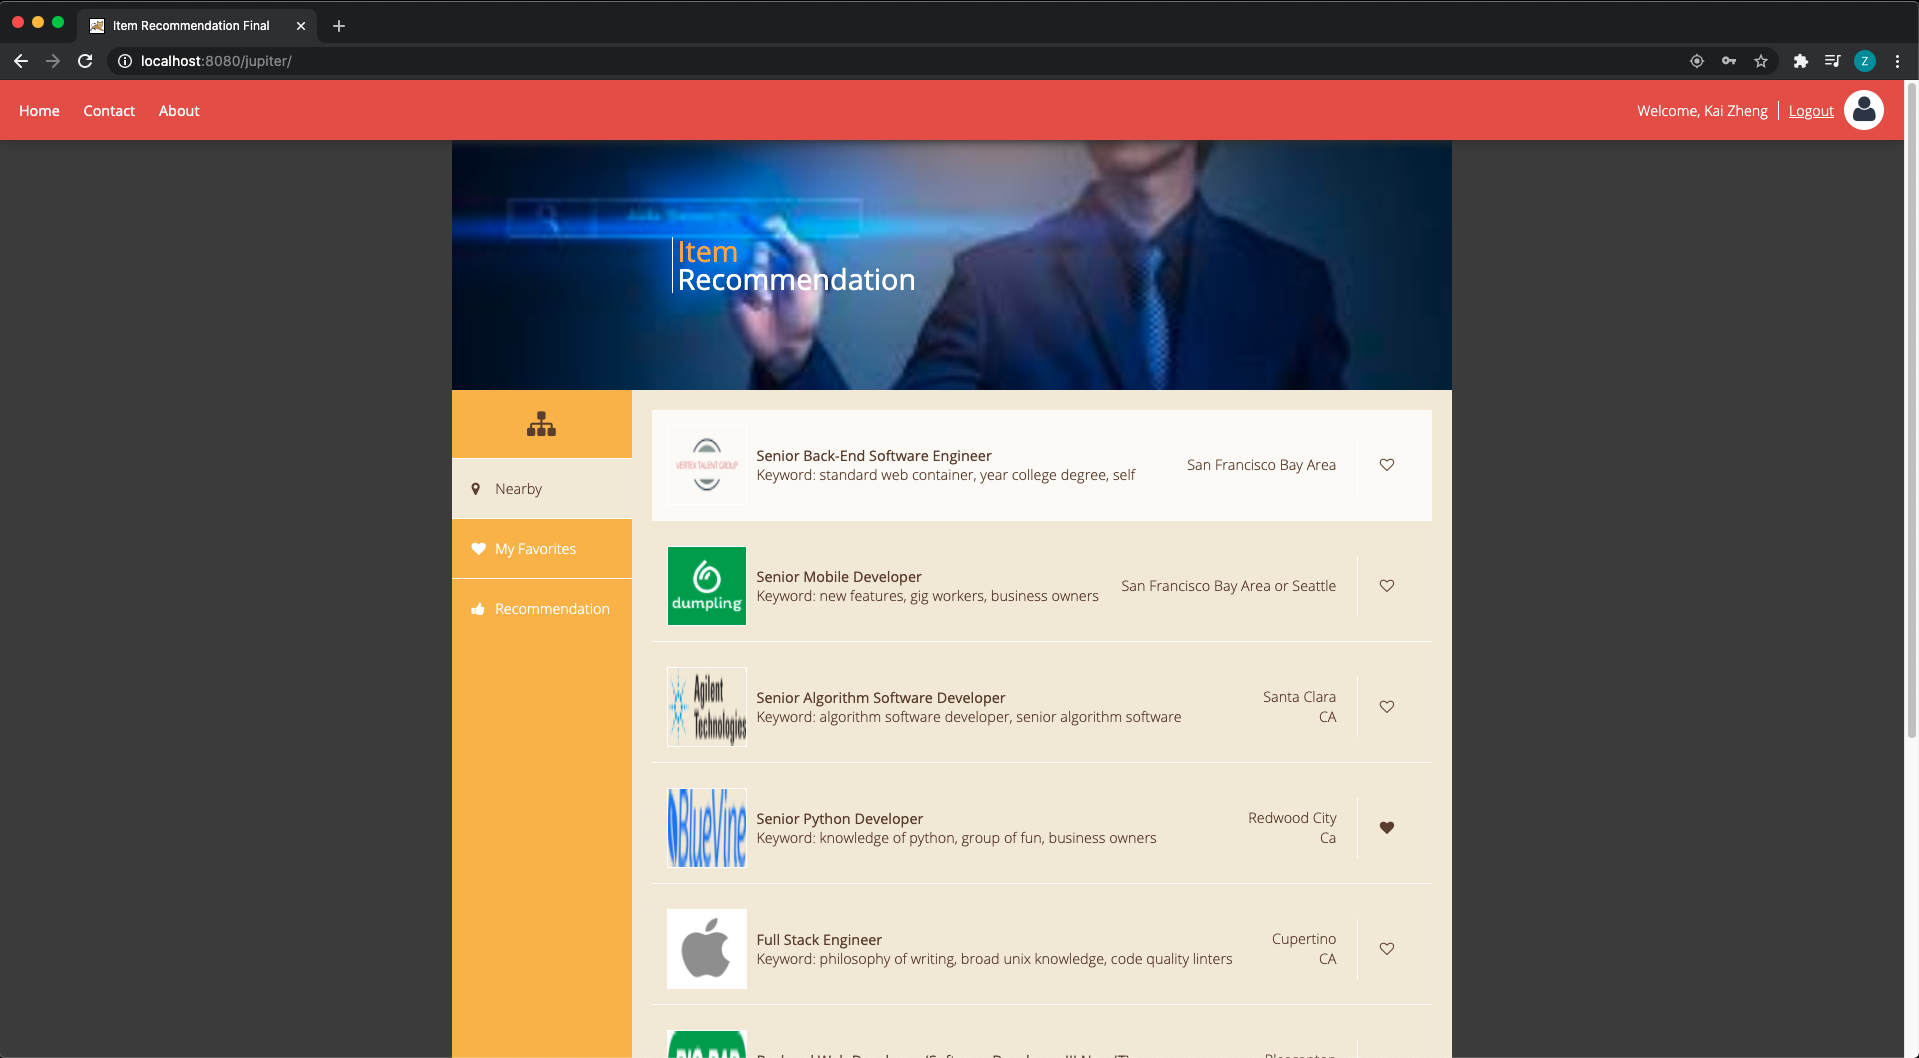 Item Recommendation Final
localhost:8080/jupiter/
Z
Home Contact About
Welcome, Kai Zheng Logout
Item
Recommendation
Nearby
My Favorites
Recommendation
VERTEX TALENT GROUP
Senior Back-End Software Engineer
Keyword: standard web container, year college degree, self
San Francisco Bay Area
dumpling
Senior Mobile Developer
Keyword: new features, gig workers, business owners
San Francisco Bay Area or Seattle
Agilent
Technologies
Senior Algorithm Software Developer
Keyword: algorithm software developer, senior algorithm software
Santa Clara
CA
BlueVine
Senior Python Developer
Keyword: knowledge of python, group of fun, business owners
Redwood City
Ca
Full Stack Engineer
Keyword: philosophy of writing, broad unix knowledge, code quality linters
Cupertino
CA